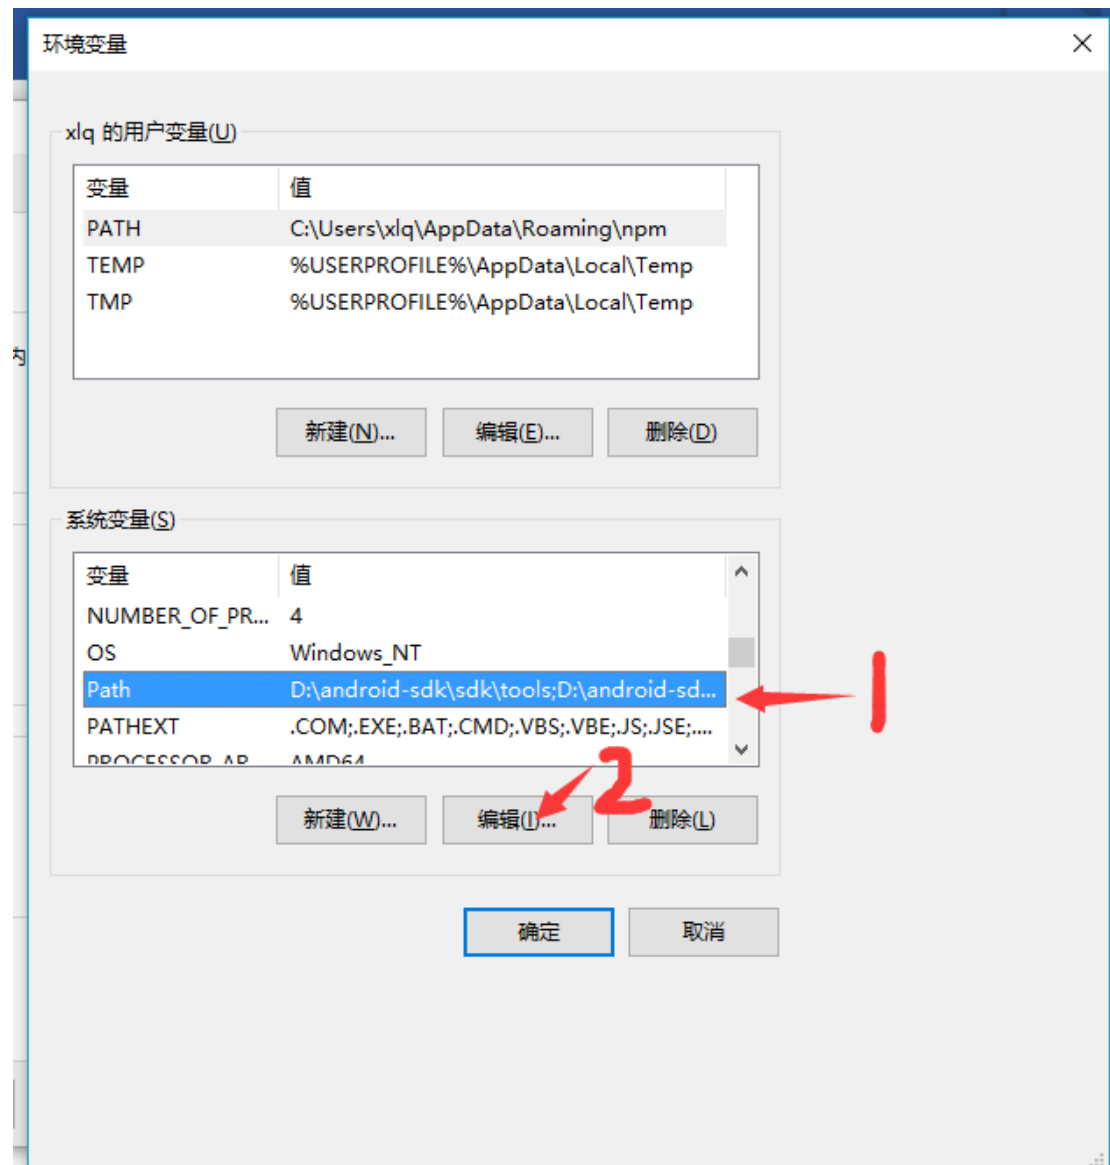 环境变量
xlq 的用户变量(U)
变量 值
PATH C:\Users\xlq\AppData\Roaming\npm
TEMP %USERPROFILE%\AppData\Local\Temp
TMP %USERPROFILE%\AppData\Local\Temp
内
新建(N)... 编辑(E)... 删除(D)
系统变量(S)
变量 值
NUMBER_OF_PR... 4
OS Windows_NT
Path D:\android-sdk\sdk\tools;D:\android-sd...
1
PATHEXT .COM;.EXE;.BAT;.CMD;.VBS;.VBE;.JS;.JSE;....
PROCESSOR_AR... AMD64
2
新建(W)... 编辑(I)... 删除(L)
确定 取消